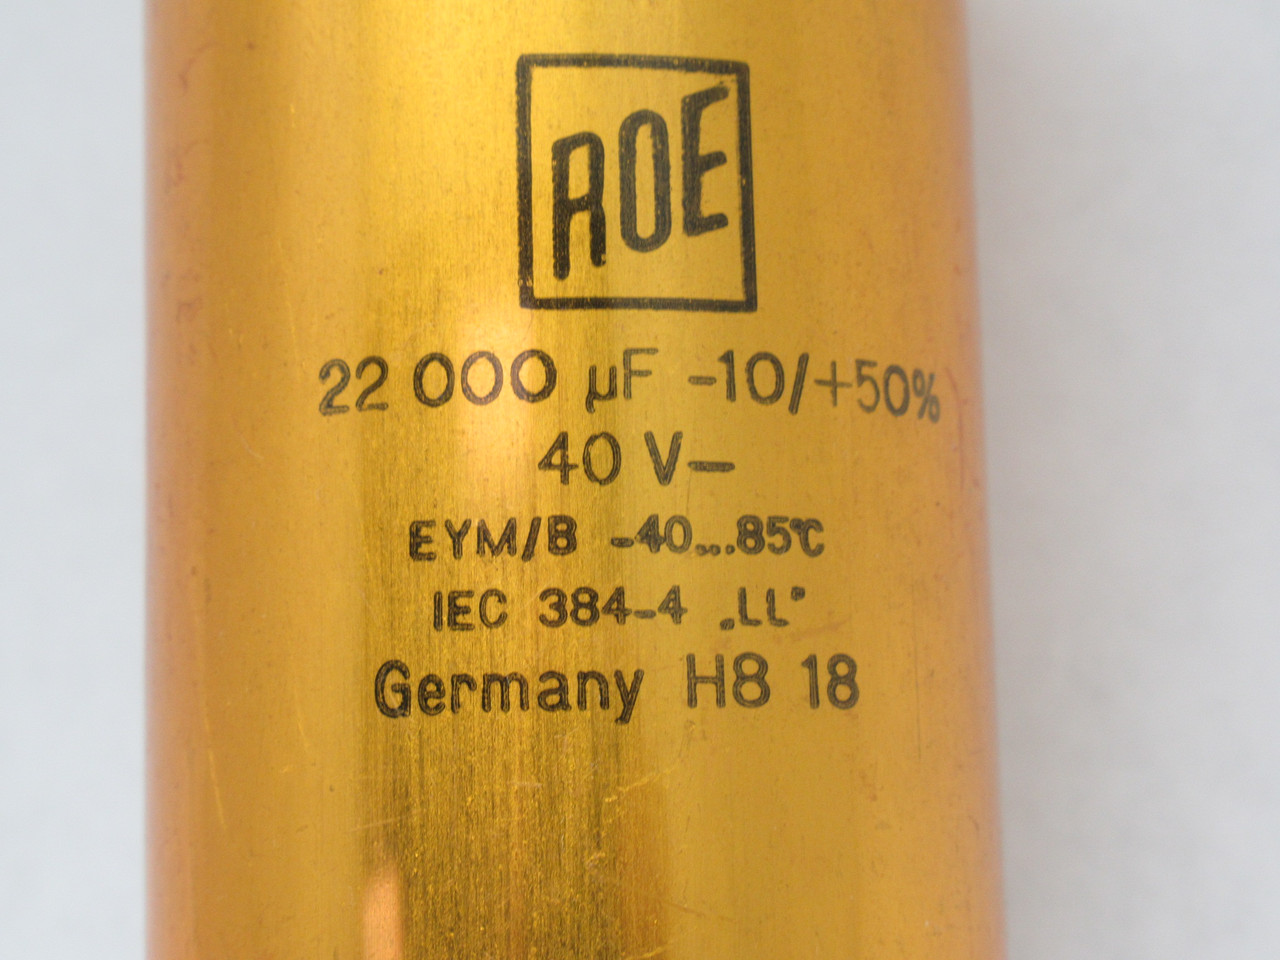 ROE
22 000 µF -10/+50%
40 V–
EYM/B -40...85°C
IEC 384-4 „LL"
Germany H8 18